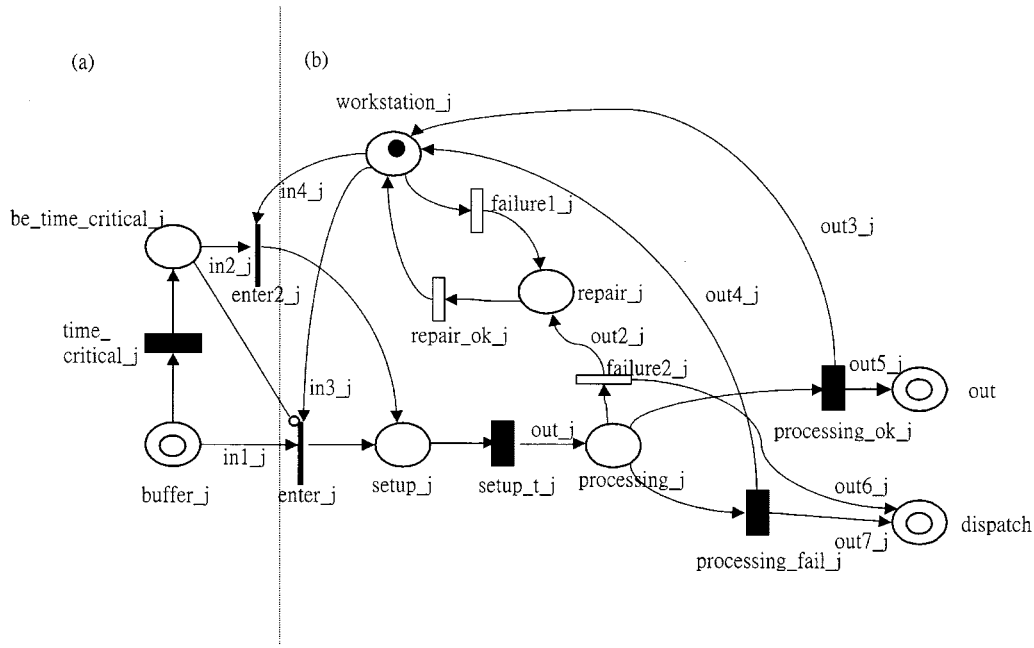 (a)
(b)
workstation_j
in4_j
failure1_j
be_time_critical_j
in2_j
out3_j
enter2_j
repair_j
out4_j
time_
critical_j
repair_ok_j
out2_j
failure2_j
in3_j
out5_j
out
processing_ok_j
in1_j
out_j
buffer_j
enter_j
setup_j
setup_t_j
processing_j
out6_j
dispatch
out7_j
processing_fail_j